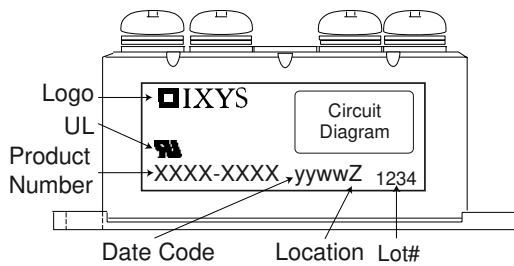 Logo
IXYS
Circuit
Diagram
UL
Product
Number
XXXX-XXXX yywwZ 1234
Date Code Location Lot#